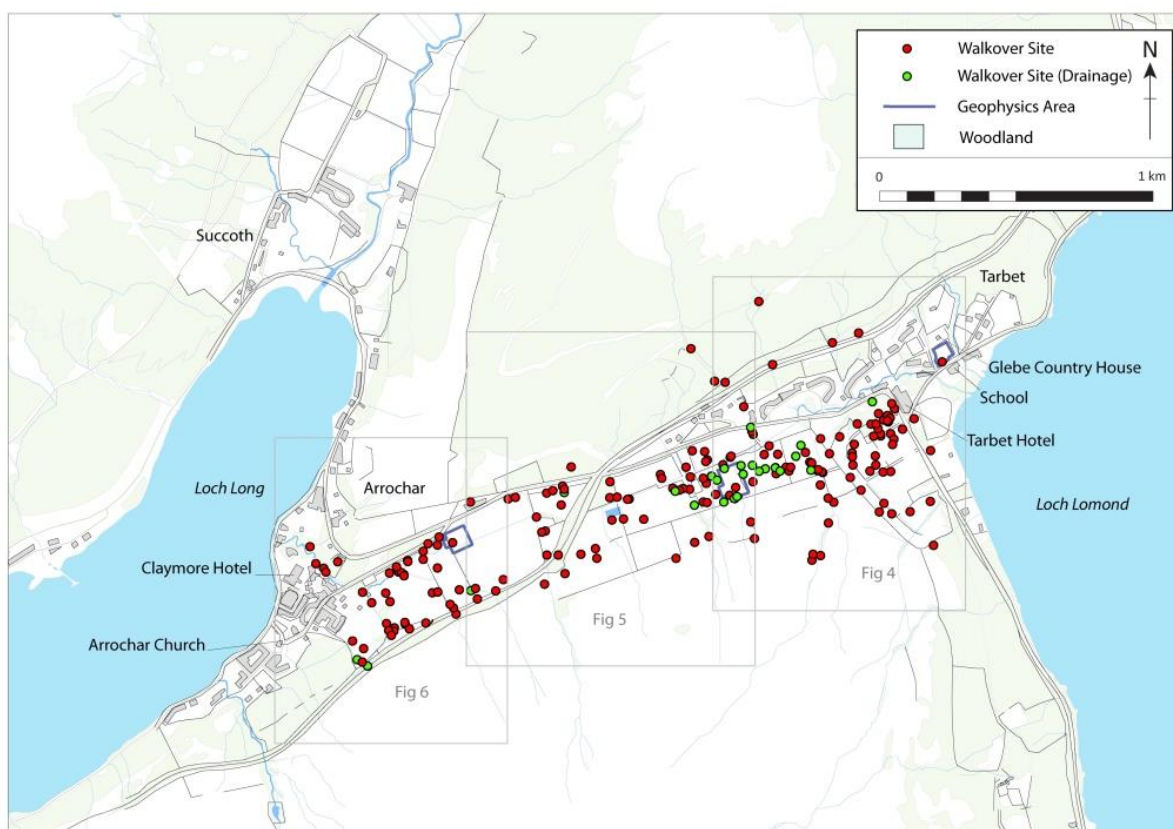 Walkover Site
N
Walkover Site (Drainage)
Geophysics Area
Woodland
0
1 km
Succoth
Tarbet
Glebe Country House
School
Tarbet Hotel
Loch Long
Arrochar
Loch Lomond
Claymore Hotel
Fig 4
Fig 5
Arrochar Church
Fig 6